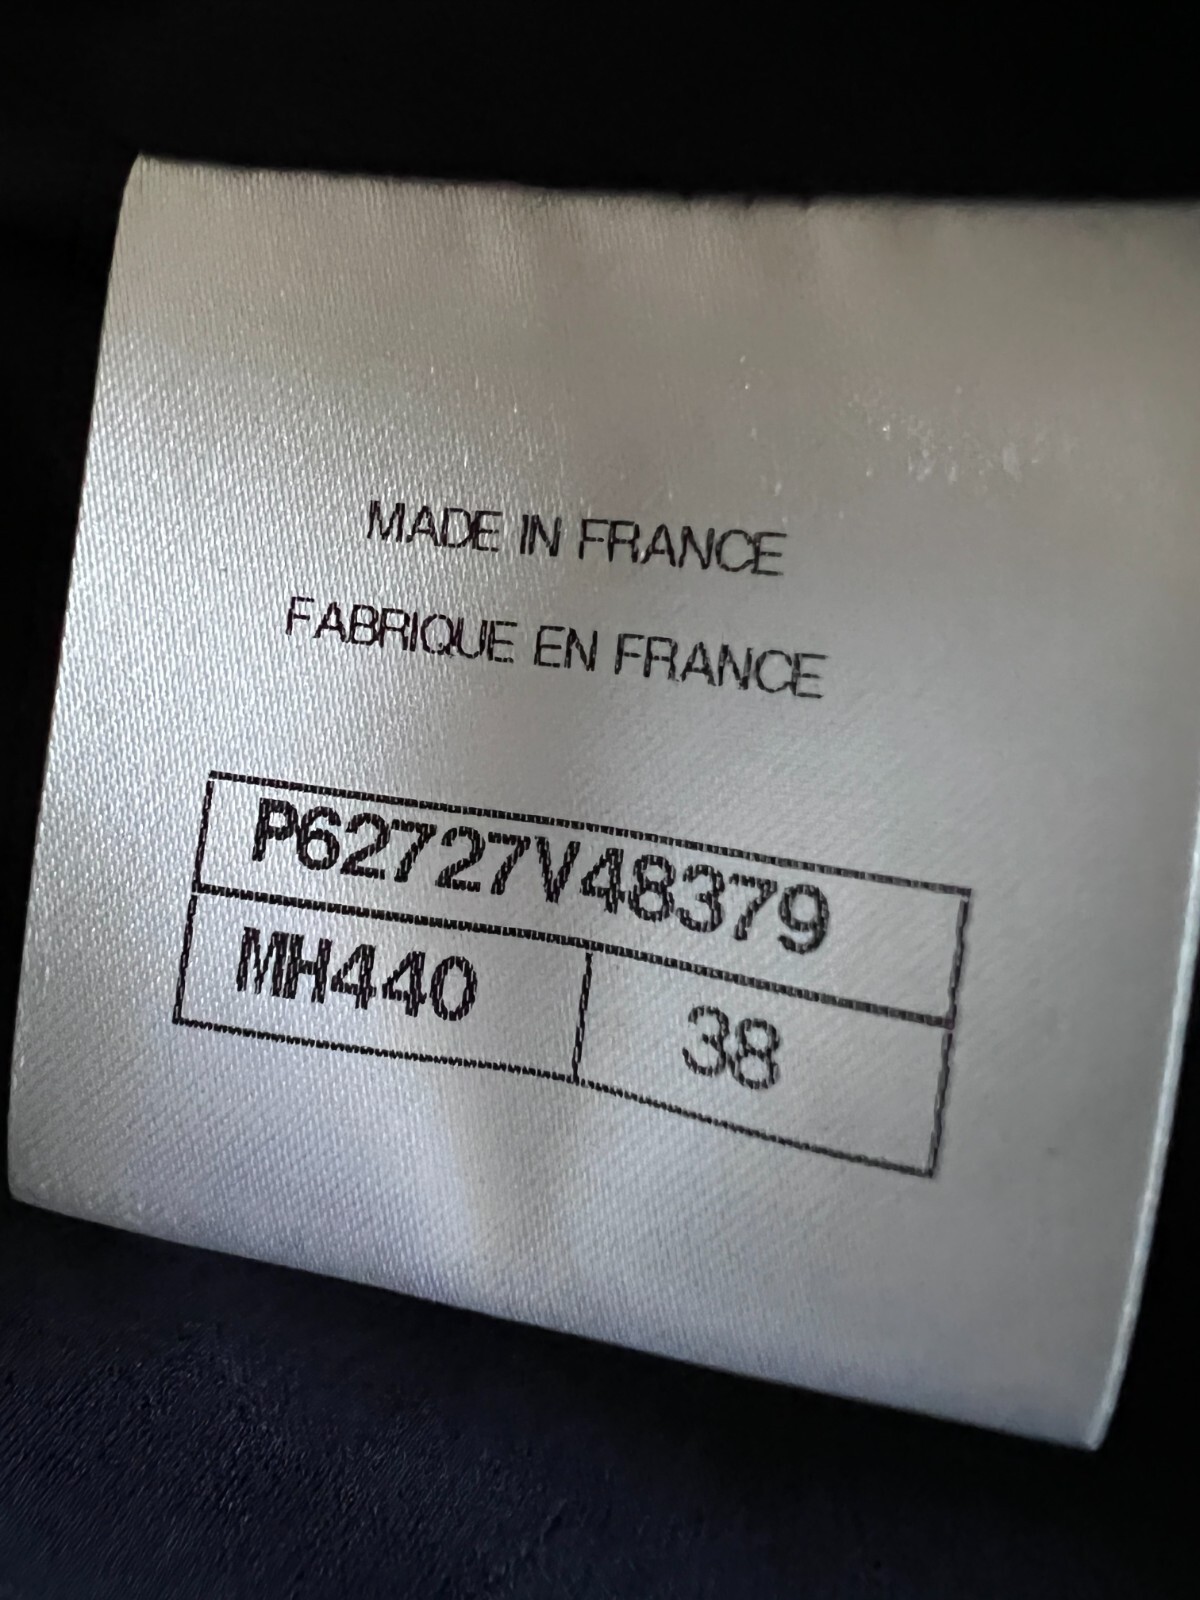 MADE IN FRANCE
FABRIQUE EN FRANCE
P62727V48379
MH440 38